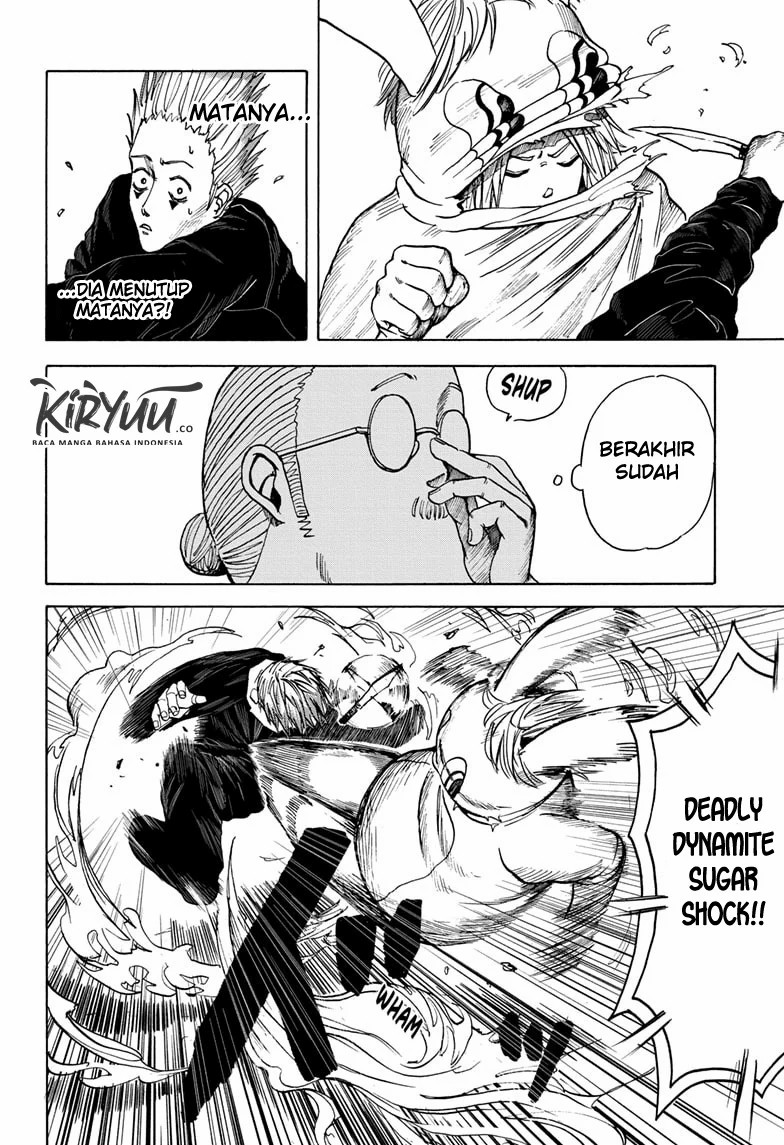 MATANYA...
...DIA MENUTUP
MATANYA?!
KIRYUU.CO
BACA MANGA BAHASA INDONESIA
SHUP
BERAKHIR
SUDAH
DEADLY
DYNAMITE
SUGAR
SHOCK!!
WHAM